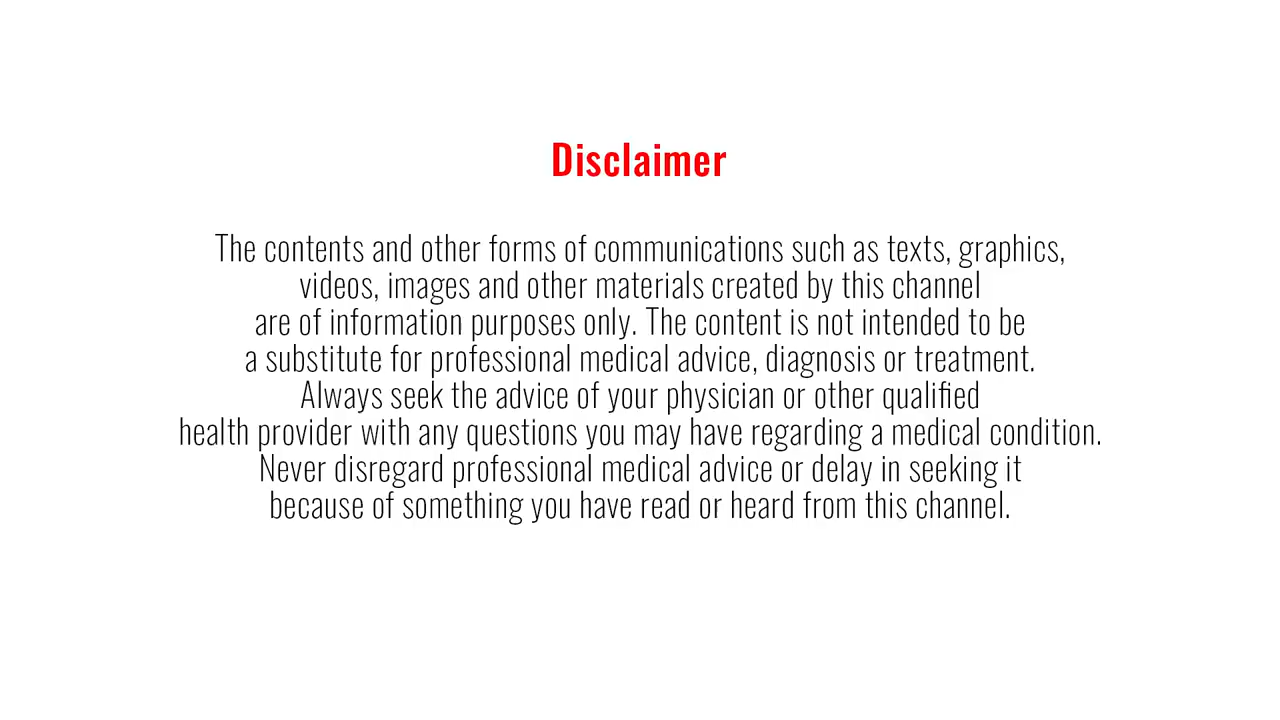 Disclaimer
The contents and other forms of communications such as texts, graphics,
videos, images and other materials created by this channel
are of information purposes only. The content is not intended to be
a substitute for professional medical advice, diagnosis or treatment.
Always seek the advice of your physician or other qualified
health provider with any questions you may have regarding a medical condition.
Never disregard professional medical advice or delay in seeking it
because of something you have read or heard from this channel.